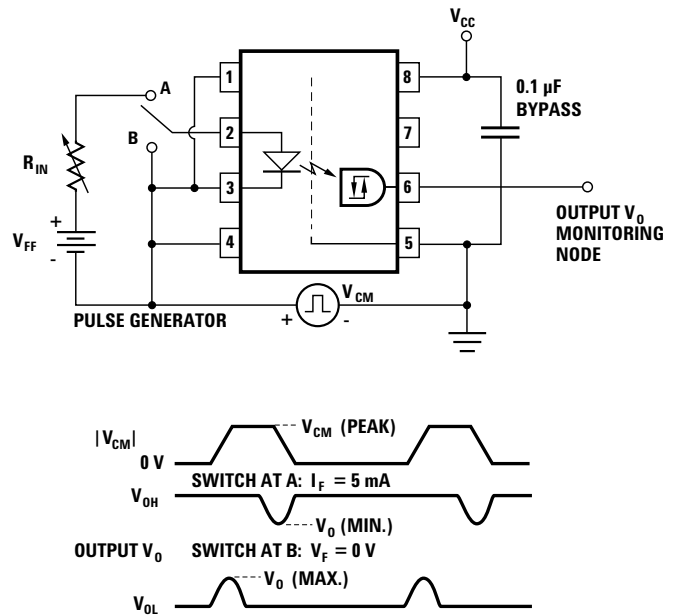 V_CC
A
1
8
0.1 µF
BYPASS
B
2
7
R_IN
3
6
OUTPUT V_O
MONITORING
NODE
+
V_FF
-
4
5
V_CM
PULSE GENERATOR
+
-
|V_CM|
V_CM (PEAK)
0 V
SWITCH AT A: I_F = 5 mA
V_OH
V_O (MIN.)
OUTPUT V_O
SWITCH AT B: V_F = 0 V
V_O (MAX.)
V_OL